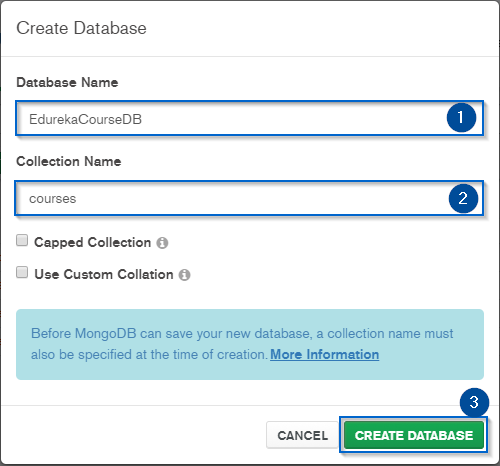 Create Database
Database Name
EdurekaCourseDB
1
Collection Name
courses
2
Capped Collection
Use Custom Collation
Before MongoDB can save your new database, a collection name must
also be specified at the time of creation. More Information
3
CANCEL
CREATE DATABASE